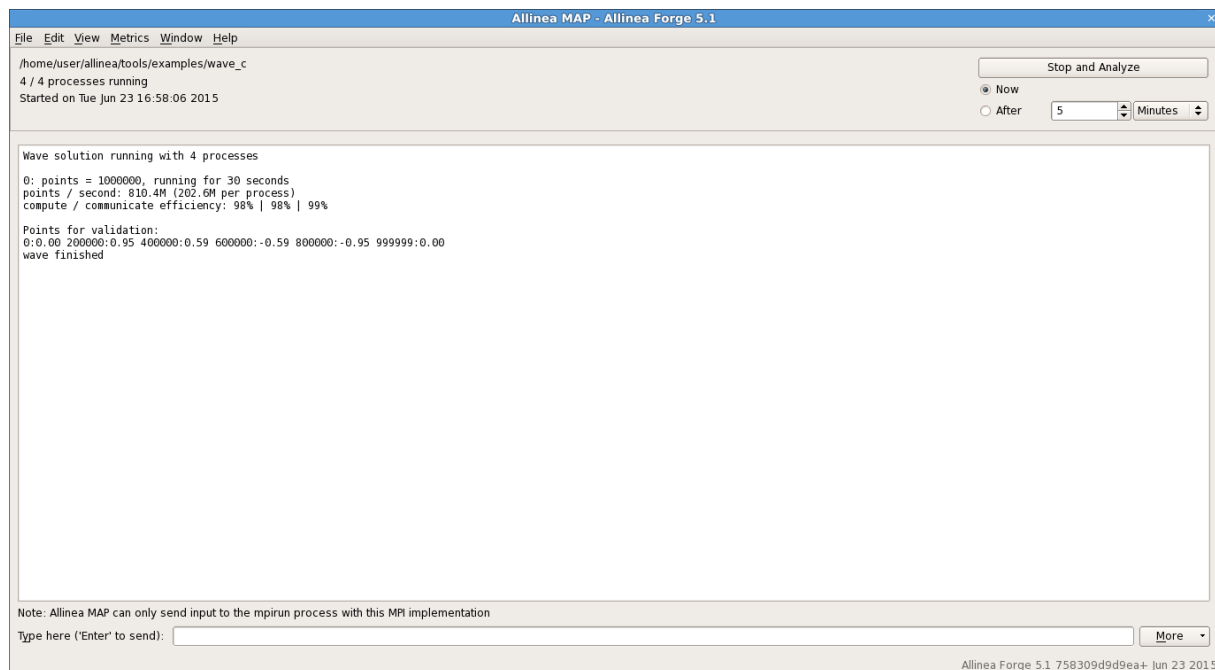 Allinea MAP - Allinea Forge 5.1
File Edit View Metrics Window Help
/home/user/allinea/tools/examples/wave_c
4 / 4 processes running
Started on Tue Jun 23 16:58:06 2015
Stop and Analyze
Now
After 5 Minutes
Wave solution running with 4 processes
0: points = 1000000, running for 30 seconds
points / second: 810.4M (202.6M per process)
compute / communicate efficiency: 98% | 98% | 99%
Points for validation:
0:0.00 200000:0.95 400000:0.59 600000:-0.59 800000:-0.95 999999:0.00
wave finished
Note: Allinea MAP can only send input to the mpirun process with this MPI implementation
Type here ('Enter' to send): More
Allinea Forge 5.1 758309d9d9ea+ Jun 23 2015